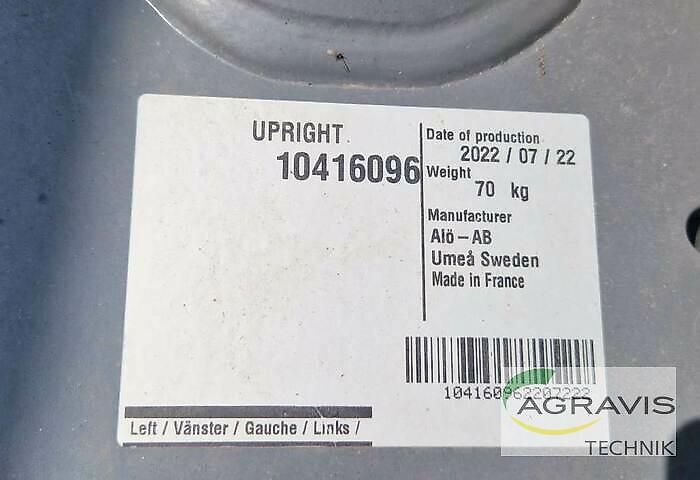 UPRIGHT
10416096
Date of production
2022 / 07 / 22
Weight
70 kg
Manufacturer
Alö-AB
Umeå Sweden
Made in France
104160962207222
Left / Vänster / Gauche / Links /
AGRAVIS
TECHNIK